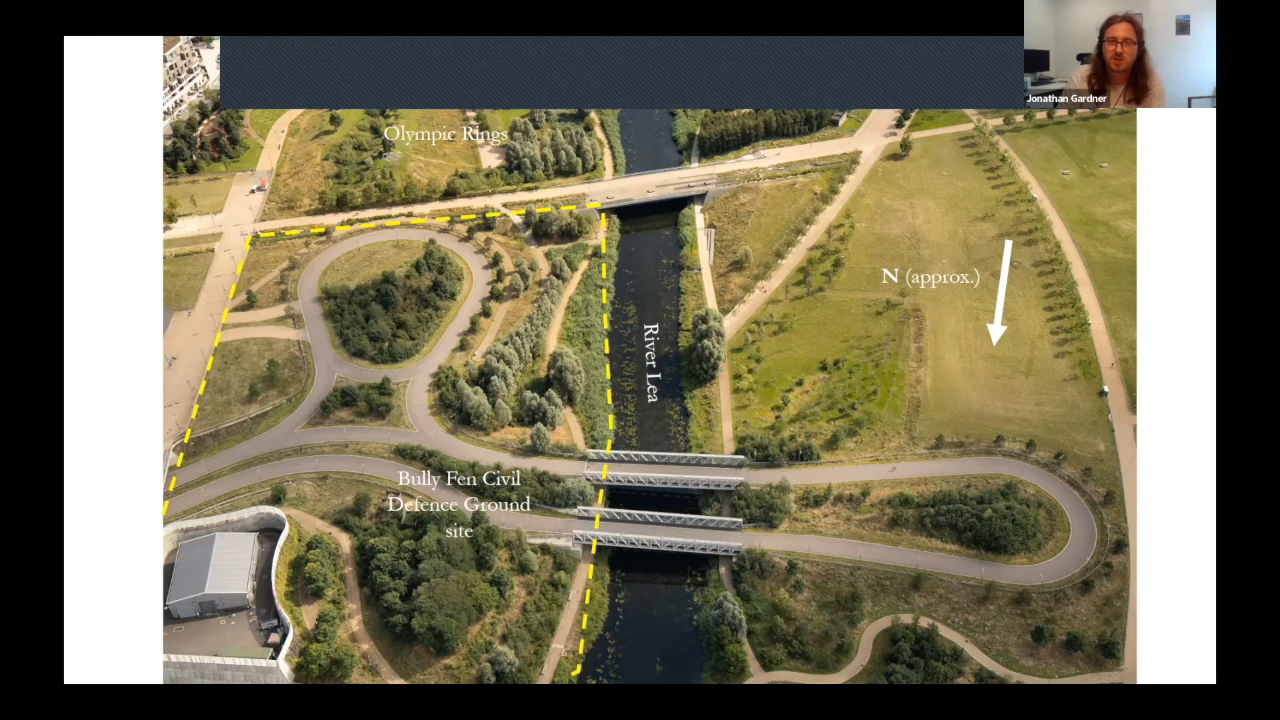 Jonathan Gardner
Olympic Rings
N (approx.)
River Lea
Bully Fen Civil
Defence Ground
site